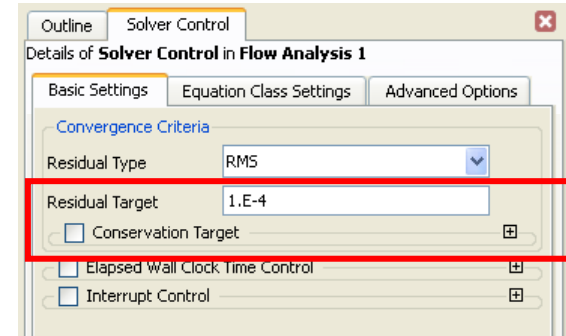 Outline Solver Control
Details of Solver Control in Flow Analysis 1
Basic Settings Equation Class Settings Advanced Options
Convergence Criteria
Residual Type RMS
Residual Target 1.E-4
Conservation Target
Elapsed Wall Clock Time Control
Interrupt Control